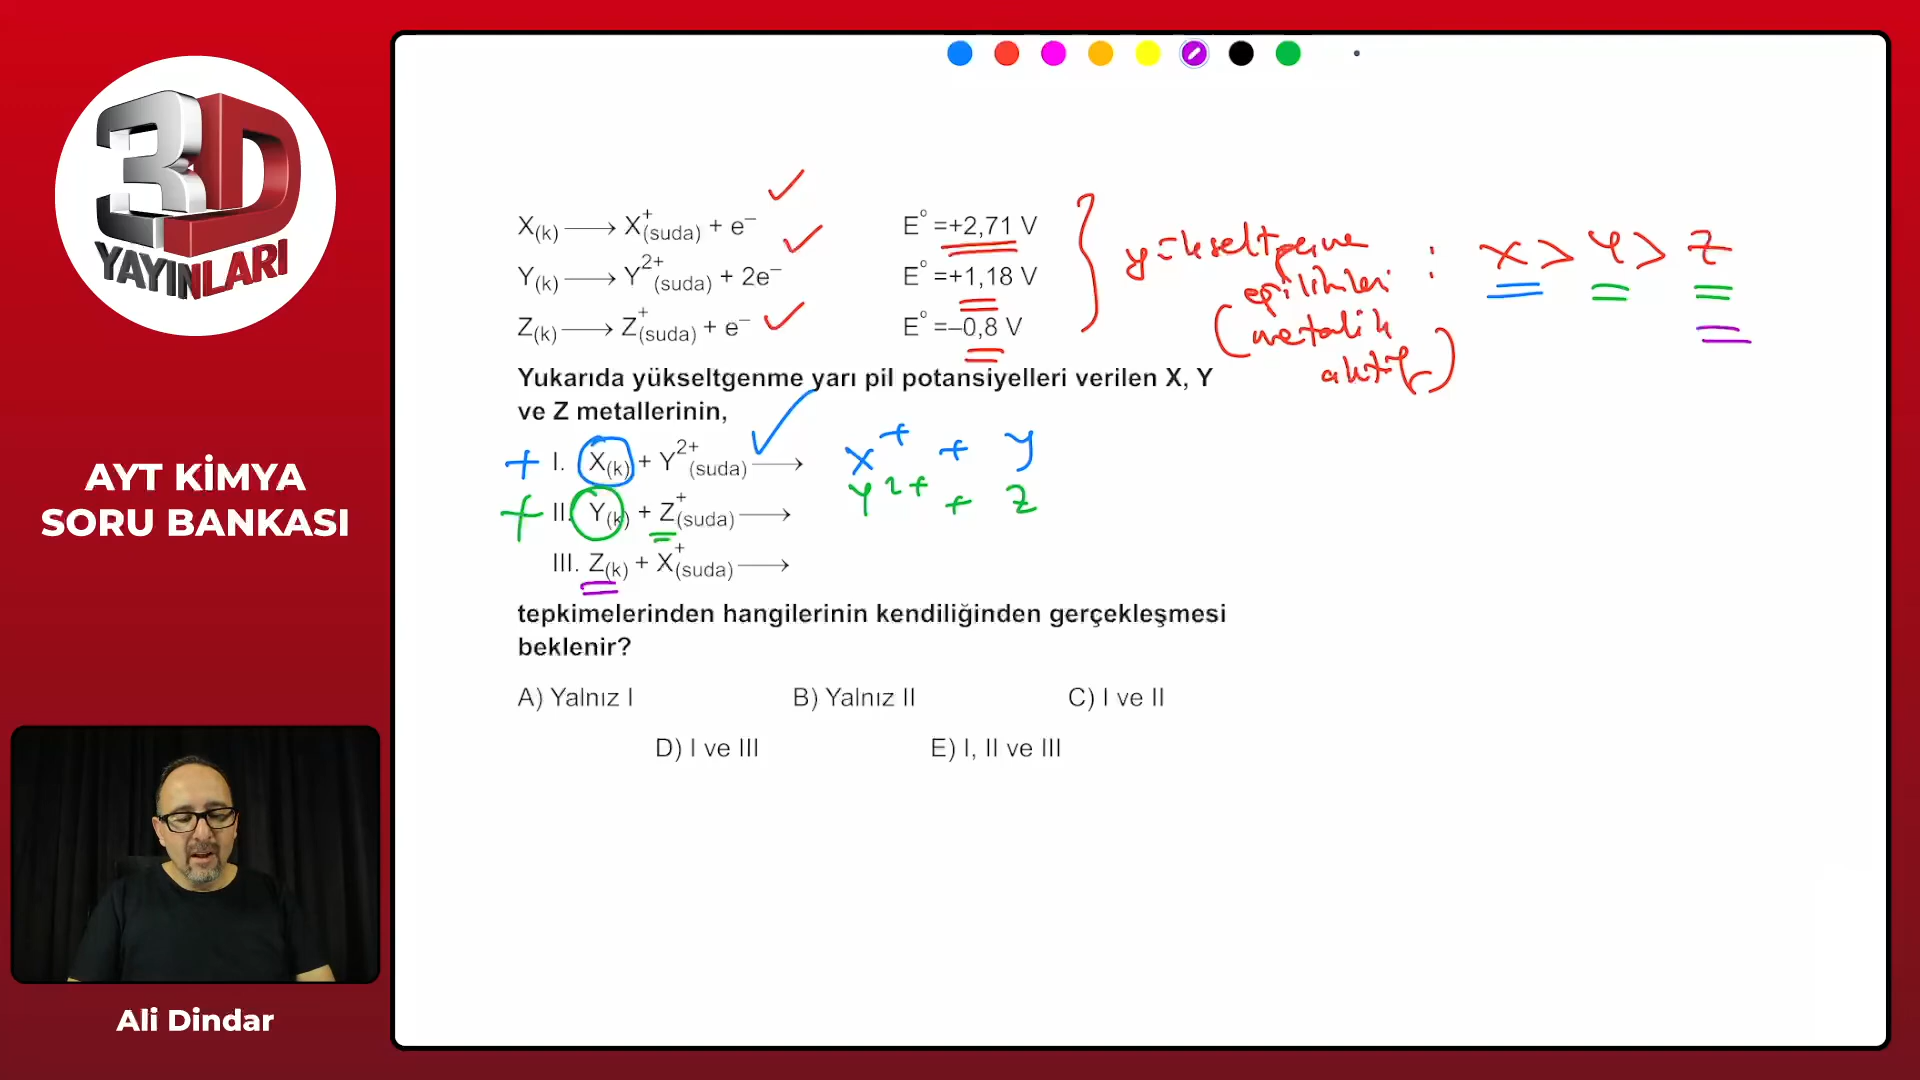 3D
YAYINLARI
AYT KİMYA
SORU BANKASI
Ali Dindar
X(k) ⟶ X⁺(suda) + e⁻ E° =+2,71 V
Y(k) ⟶ Y²⁺(suda) + 2e⁻ E° =+1,18 V
Z(k) ⟶ Z⁺(suda) + e⁻ E° =–0,8 V
yükseltgenme
eğilimleri : X > Y > Z
(metalik
aktiflik)
Yukarıda yükseltgenme yarı pil potansiyelleri verilen X, Y
ve Z metallerinin,
+ I. X(k) + Y²⁺(suda) ⟶ X⁺ + Y
+ II. Y(k) + Z⁺(suda) ⟶ Y²⁺ + Z
III. Z(k) + X⁺(suda) ⟶
tepkimelerinden hangilerinin kendiliğinden gerçekleşmesi
beklenir?
A) Yalnız I B) Yalnız II C) I ve II
D) I ve III E) I, II ve III